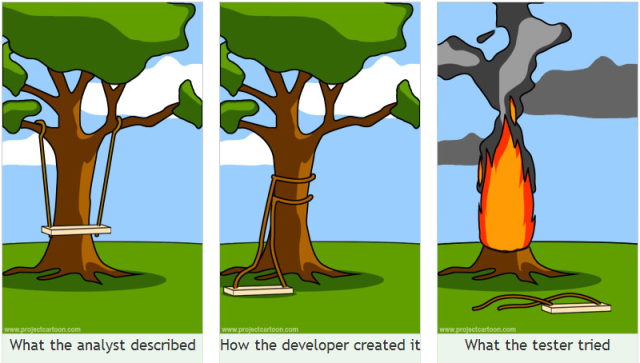 www.projectcartoon.com
www.projectcartoon.com
www.projectcartoon.com
What the analyst described
How the developer created it
What the tester tried